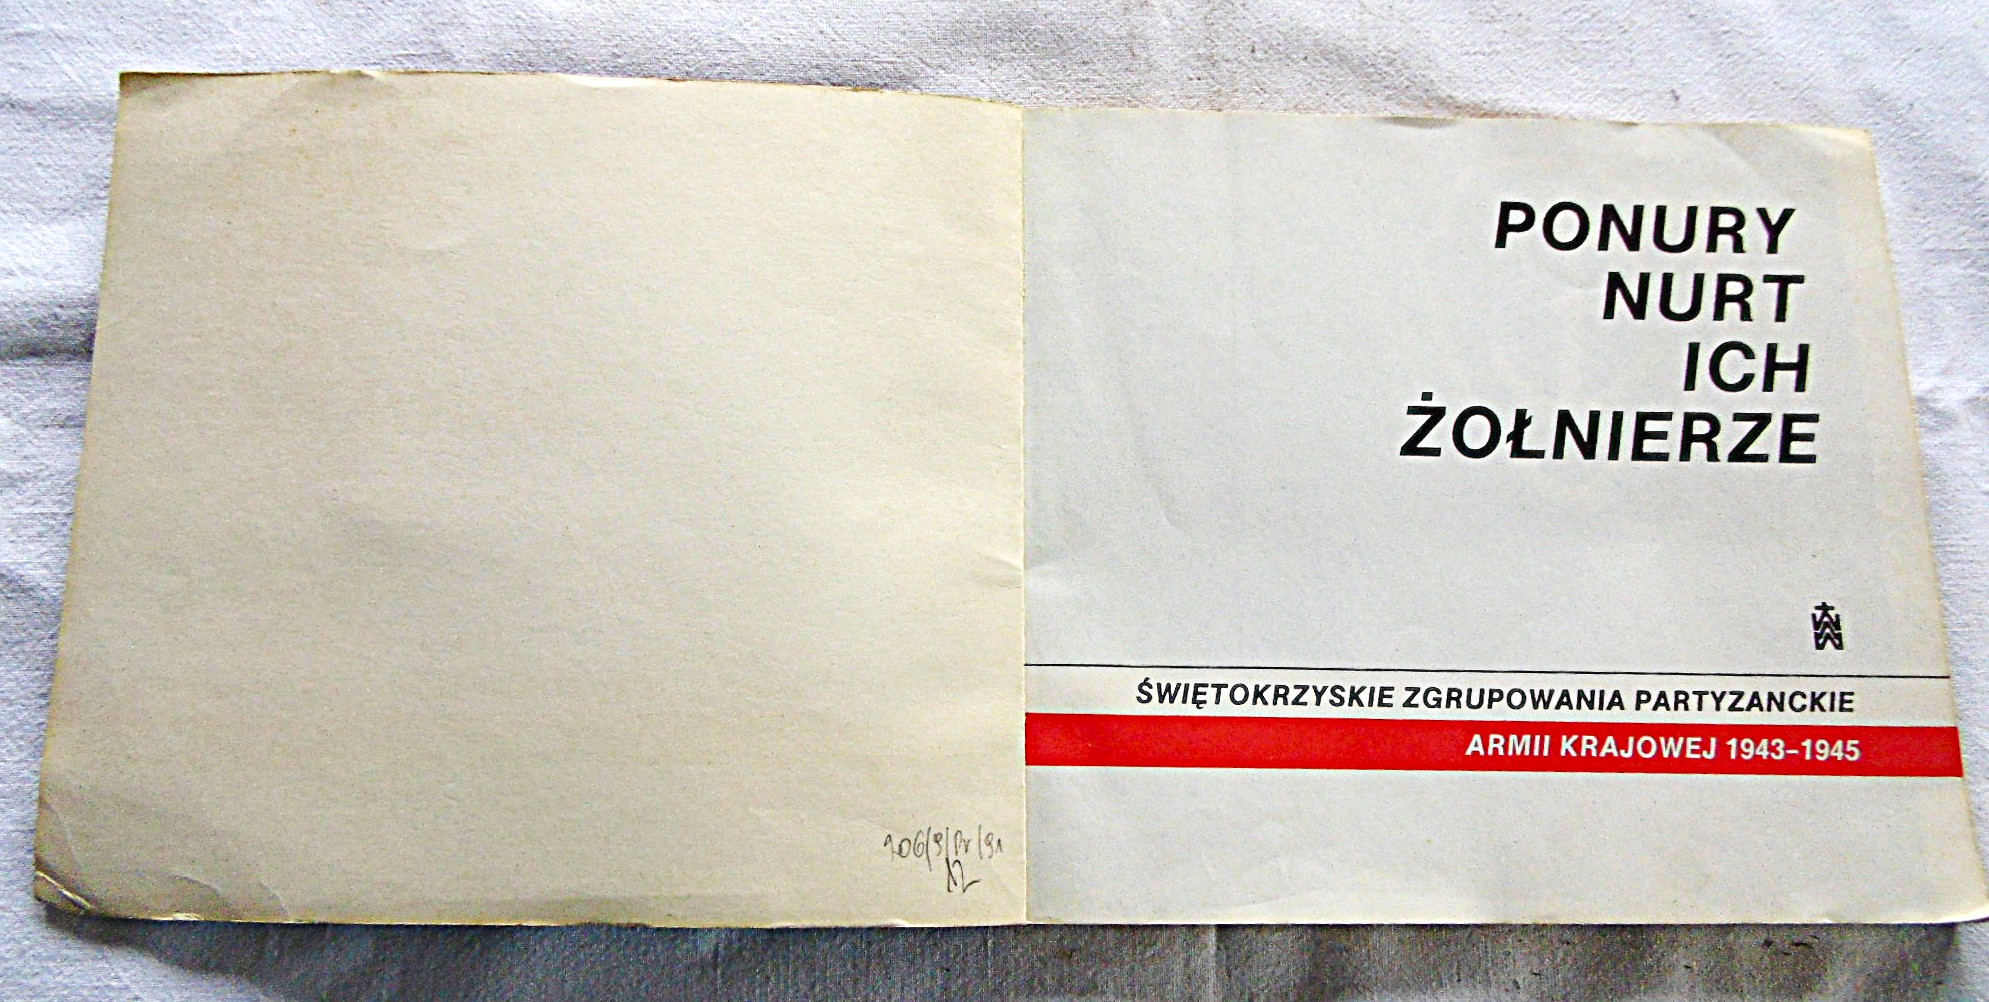 PONURY
NURT
ICH
ŻOŁNIERZE
ŚWIĘTOKRZYSKIE ZGRUPOWANIA PARTYZANCKIE
ARMII KRAJOWEJ 1943-1945